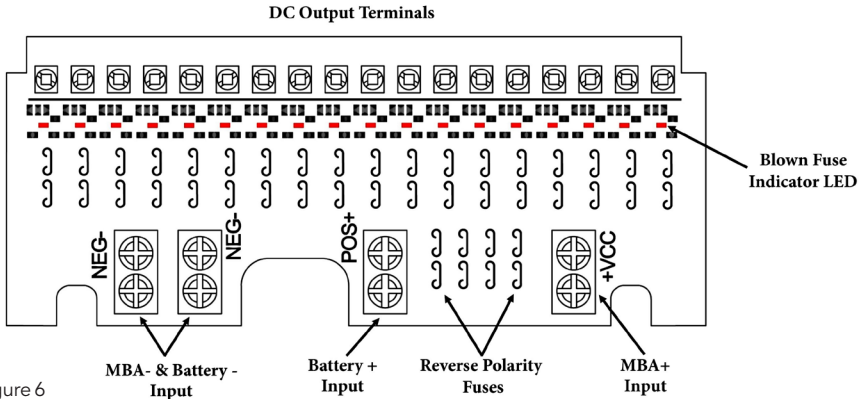 DC Output Terminals
Blown Fuse
Indicator LED
NEG-
NEG-
POS+
+VCC
MBA- & Battery -
Input
Battery +
Input
Reverse Polarity
Fuses
MBA+
Input
gure 6